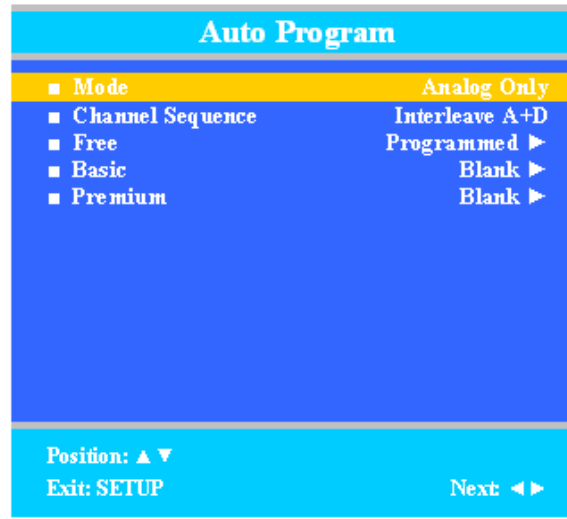 Auto Program
■ Mode Analog Only
■ Channel Sequence Interleave A+D
■ Free Programmed ►
■ Basic Blank ►
■ Premium Blank ►
Position: ▲ ▼
Exit: SETUP Next: ◄ ►